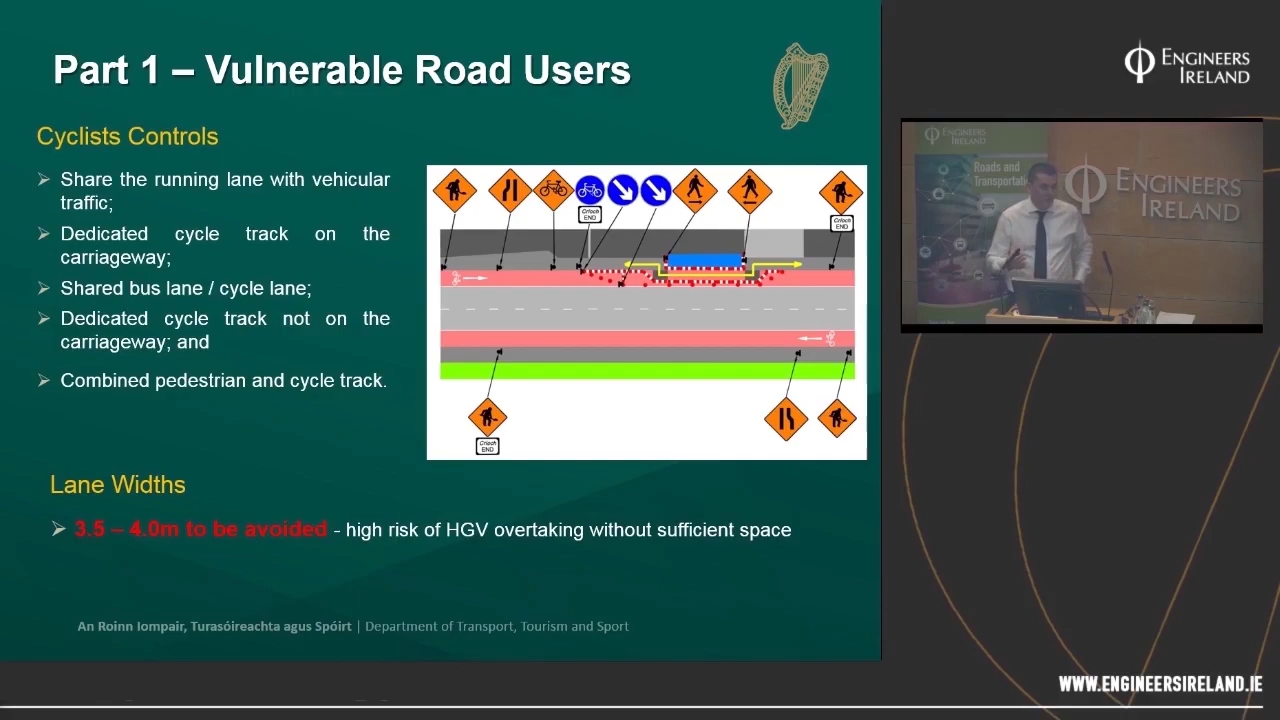 Part 1 – Vulnerable Road Users
Cyclists Controls
Share the running lane with vehicular
traffic;
Dedicated cycle track on the
carriageway;
Shared bus lane / cycle lane;
Dedicated cycle track not on the
carriageway; and
Combined pedestrian and cycle track.
Críoch
END
Críoch
END
Críoch
END
Lane Widths
3.5 – 4.0m to be avoided - high risk of HGV overtaking without sufficient space
An Roinn Iompair, Turasóireachta agus Spóirt | Department of Transport, Tourism and Sport
ENGINEERS
IRELAND
ENGINEERS
IRELAND
Roads and
Transportati
ENGINEERS
IRELAND
WWW.ENGINEERSIRELAND.IE